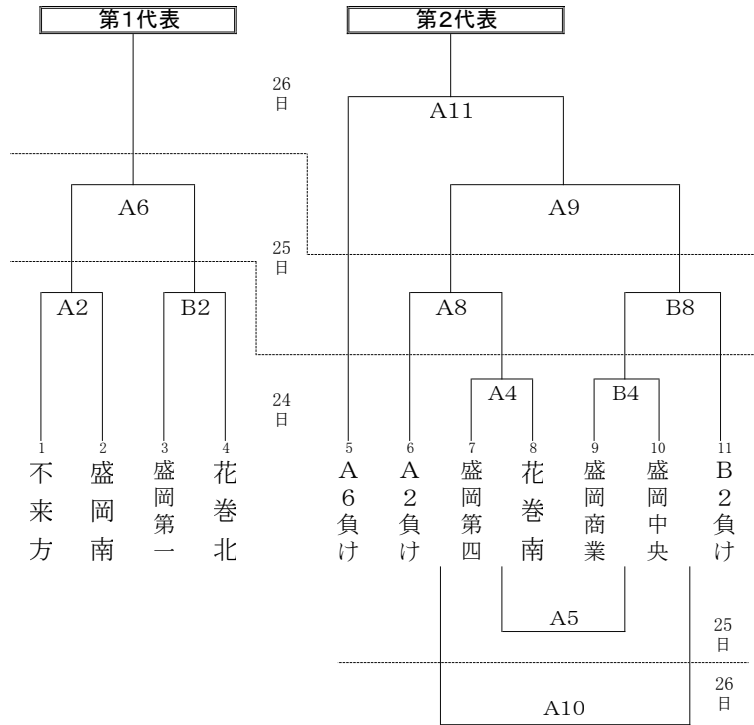 第1代表
第2代表
26日
A11
A6
A9
25日
A2
B2
A8
B8
24日
A4
B4
1
2
3
4
5
6
7
8
9
10
11
不来方
盛岡南
盛岡第一
花巻北
A6負け
A2負け
盛岡第四
花巻南
盛岡商業
盛岡中央
B2負け
A5
25日
26日
A10